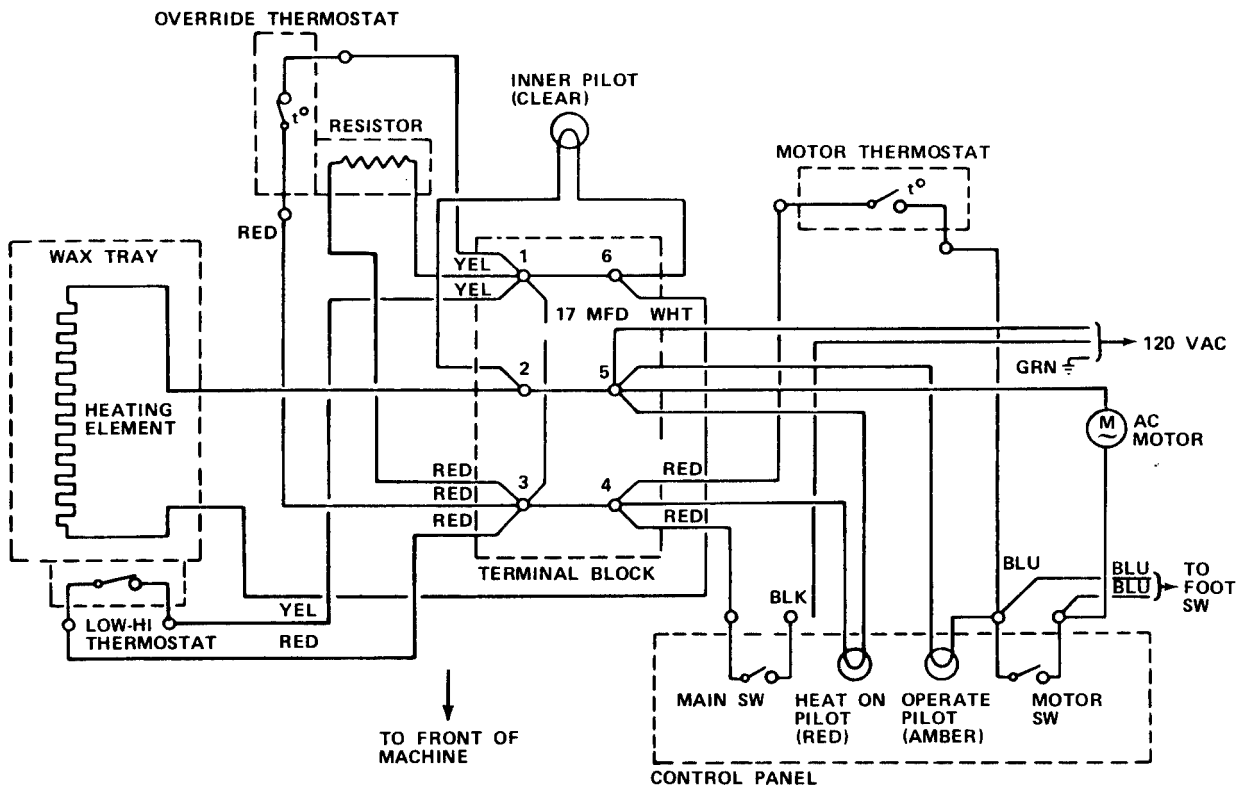 OVERRIDE THERMOSTAT
t°
RESISTOR
INNER PILOT
(CLEAR)
MOTOR THERMOSTAT
t°
RED
WAX TRAY
HEATING
ELEMENT
YEL
YEL
1
6
17 MFD
WHT
2
5
GRN
120 VAC
M
AC
MOTOR
RED
RED
RED
3
4
RED
RED
TERMINAL BLOCK
LOW-HI
THERMOSTAT
YEL
RED
BLK
BLU
BLU
BLU
TO
FOOT
SW
MAIN SW
HEAT ON
PILOT
(RED)
OPERATE
PILOT
(AMBER)
MOTOR
SW
TO FRONT OF
MACHINE
CONTROL PANEL